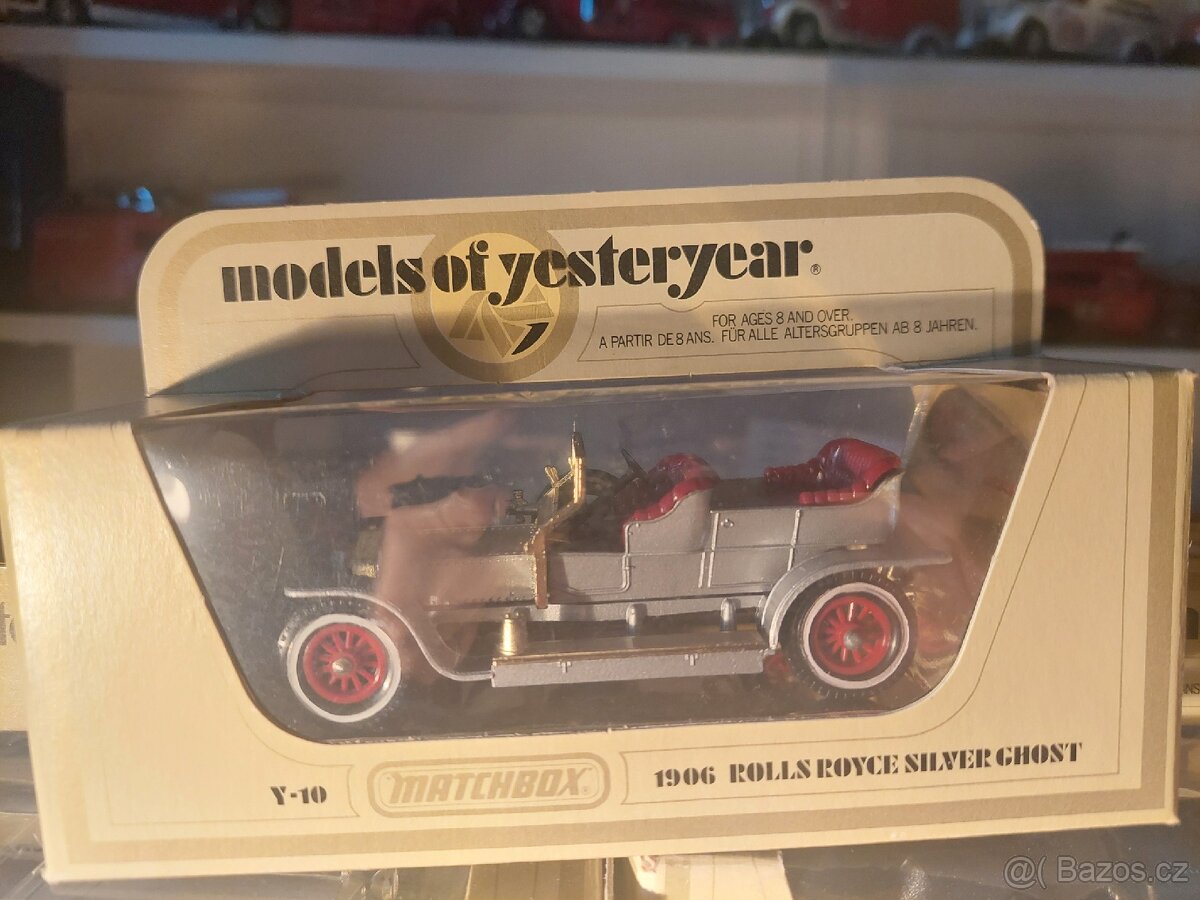 models of yesteryear®
FOR AGES 8 AND OVER.
A PARTIR DE 8 ANS. FÜR ALLE ALTERSGRUPPEN AB 8 JAHREN.
Y-10
MATCHBOX®
1906 ROLLS ROYCE SILVER GHOST
@( Bazos.cz